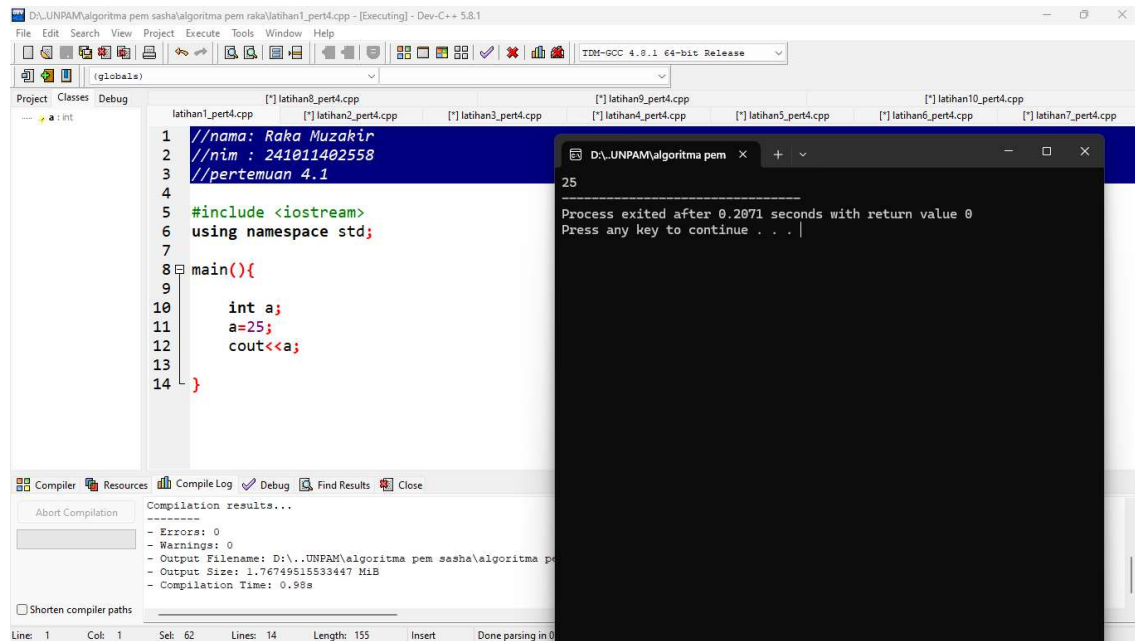 D:\..UNPAM\algoritma pem sasha\algoritma pem raka\latihan1_pert4.cpp - [Executing] - Dev-C++ 5.8.1
File Edit Search View Project Execute Tools Window Help
TDM-GCC 4.8.1 64-bit Release
(globals)
Project Classes Debug
[*] latihan8_pert4.cpp [*] latihan9_pert4.cpp [*] latihan10_pert4.cpp
latihan1_pert4.cpp [*] latihan2_pert4.cpp [*] latihan3_pert4.cpp [*] latihan4_pert4.cpp [*] latihan5_pert4.cpp [*] latihan6_pert4.cpp [*] latihan7_pert4.cpp
a : int
1 //nama: Raka Muzakir
2 //nim : 241011402558
3 //pertemuan 4.1
4
5 #include <iostream>
6 using namespace std;
7
8 main(){
9
10 int a;
11 a=25;
12 cout<<a;
13
14 }
D:\..UNPAM\algoritma pem
25
--------------------------------
Process exited after 0.2071 seconds with return value 0
Press any key to continue . . .
Compiler Resources Compile Log Debug Find Results Close
Abort Compilation
Shorten compiler paths
Compilation results...
--------
- Errors: 0
- Warnings: 0
- Output Filename: D:\..UNPAM\algoritma pem sasha\algoritma pe
- Output Size: 1.76749515533447 MiB
- Compilation Time: 0.98s
Line: 1 Col: 1 Sel: 62 Lines: 14 Length: 155 Insert Done parsing in 0